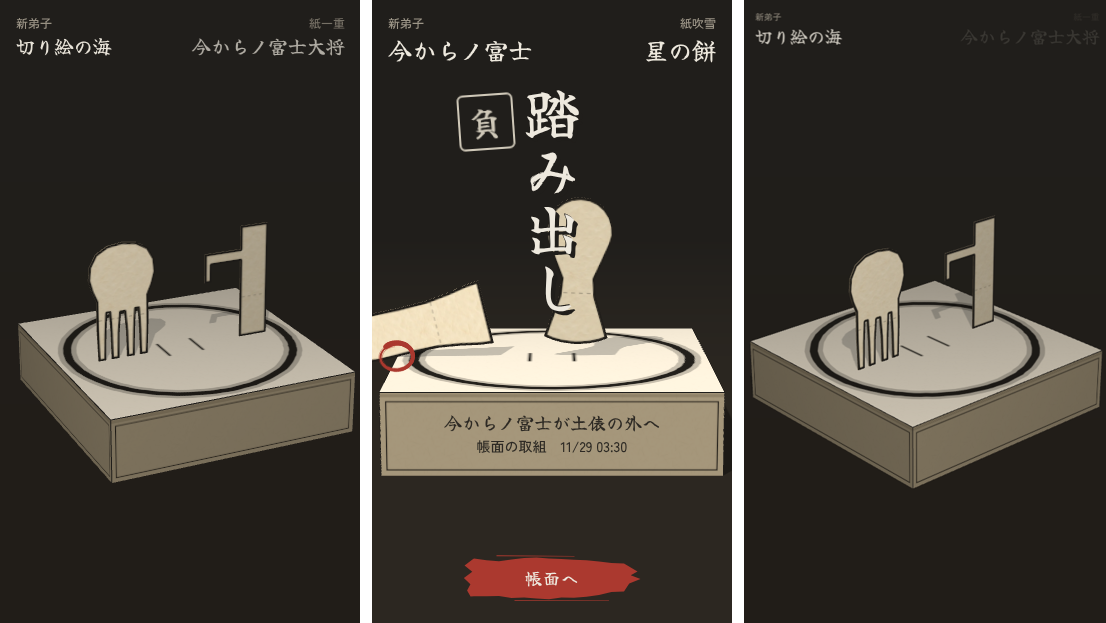 新弟子
紙一重
切り絵の海
今からノ富士大将
新弟子
紙吹雪
今からノ富士
星の餅
負
踏み出し
今からノ富士が土俵の外へ
帳面の取組 11/29 03:30
帳面へ
新弟子
紙一重
切り絵の海
今からノ富士大将